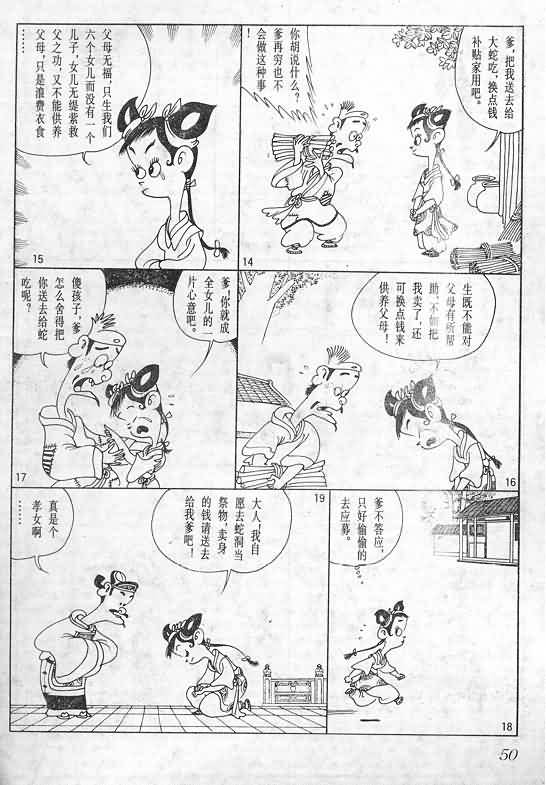 爹,把我送去给
大蛇吃,换点钱
补贴家用吧。
你胡说什么?
爹再穷也不
会做这种事
!
14
父母无福,只生我们
六个女儿而没有一个
儿子,女儿无缇萦救
父之功,又不能供养
父母,只是浪费衣食
……
15
生既不能对
父母有所帮
助,不如把
我卖了,还
可换点钱来
供养父母!
16
爹!你就成
全女儿的一
片心意吧。
傻孩子,爹
怎么舍得把
你送去给蛇
吃呢?
17
爹不答应,
只好偷偷的
去应募。
18
19
大人,我自
愿去蛇洞当
祭物,卖身
的钱请送去
给我爹吧!
真是个
孝女啊
……
50